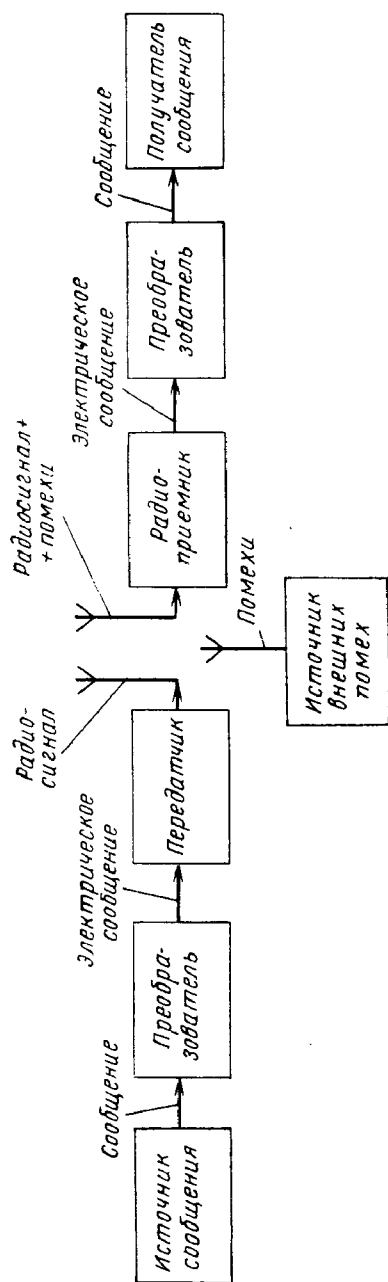 Источник
сообщения
Сообщение
Преобра-
зователь
Электрическое
сообщение
Передатчик
Радио-
сигнал
Радиосигнал+
+помехи
Радио-
приемник
Электрическое
сообщение
Преобра-
зователь
Сообщение
Получатель
сообщения
Помехи
Источник
внешних
помех